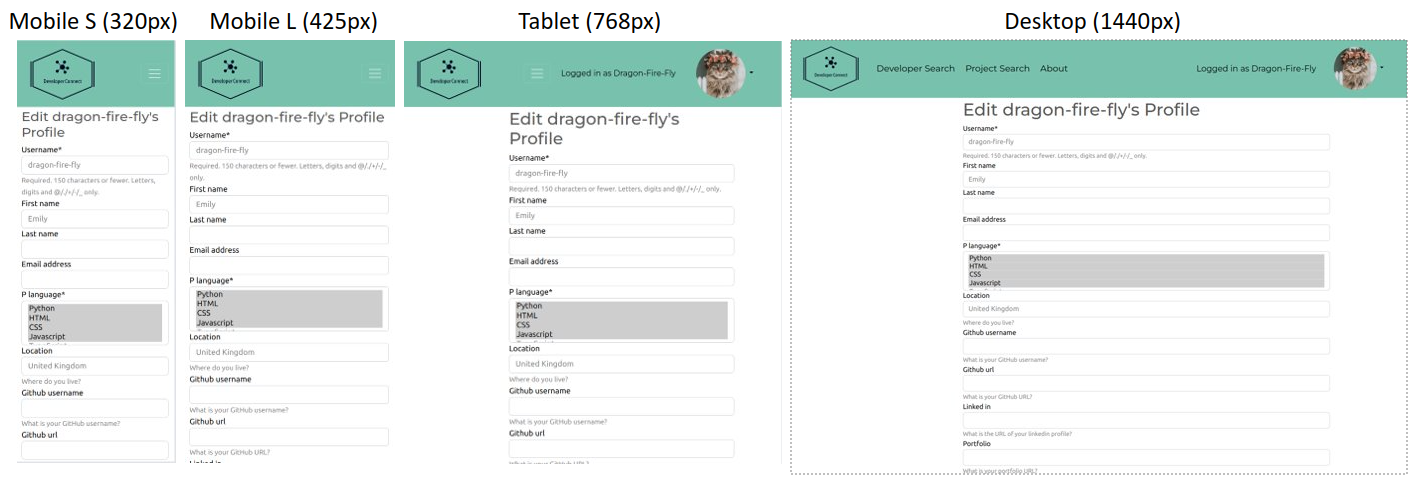 Mobile S (320px)
Developer Connect
Edit dragon-fire-fly's
Profile
Username*
dragon-fire-fly
Required. 150 characters or fewer. Letters,
digits and @/./+/-/_ only.
First name
Emily
Last name
Email address
P language*
Python
HTML
CSS
Javascript
Location
United Kingdom
Where do you live?
Github username
What is your GitHub username?
Github url
Mobile L (425px)
Developer Connect
Edit dragon-fire-fly's Profile
Username*
dragon-fire-fly
Required. 150 characters or fewer. Letters, digits and @/./+/-/_
only.
First name
Emily
Last name
Email address
P language*
Python
HTML
CSS
Javascript
Location
United Kingdom
Where do you live?
Github username
What is your GitHub username?
Github url
What is your GitHub URL?
Linked in
Tablet (768px)
Developer Connect
Logged in as Dragon-Fire-Fly
Edit dragon-fire-fly's
Profile
Username*
dragon-fire-fly
Required. 150 characters or fewer. Letters, digits and @/./+/-/_ only.
First name
Emily
Last name
Email address
P language*
Python
HTML
CSS
Javascript
Location
United Kingdom
Where do you live?
Github username
What is your GitHub username?
Github url
What is your GitHub URL?
Desktop (1440px)
Developer Connect
Developer Search Project Search About
Logged in as Dragon-Fire-Fly
Edit dragon-fire-fly's Profile
Username*
dragon-fire-fly
Required. 150 characters or fewer. Letters, digits and @/./+/-/_ only.
First name
Emily
Last name
Email address
P language*
Python
HTML
CSS
Javascript
Location
United Kingdom
Where do you live?
Github username
What is your GitHub username?
Github url
What is your GitHub URL?
Linked in
What is the URL of your linkedin profile?
Portfolio
What is your portfolio URL?